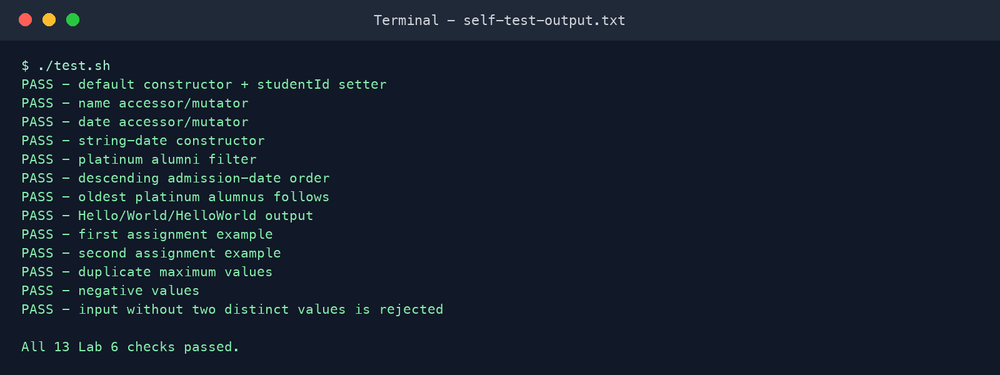 Terminal - self-test-output.txt
$ ./test.sh
PASS - default constructor + studentId setter
PASS - name accessor/mutator
PASS - date accessor/mutator
PASS - string-date constructor
PASS - platinum alumni filter
PASS - descending admission-date order
PASS - oldest platinum alumnus follows
PASS - Hello/World/HelloWorld output
PASS - first assignment example
PASS - second assignment example
PASS - duplicate maximum values
PASS - negative values
PASS - input without two distinct values is rejected
All 13 Lab 6 checks passed.